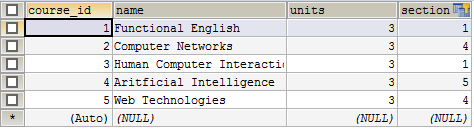 course_id name units section
1 Functional English 3 1
2 Computer Networks 3 4
3 Human Computer Interactio 3 1
4 Aritficial Intelligence 3 5
5 Web Technologies 3 4
* (Auto) (NULL) (NULL) (NULL)